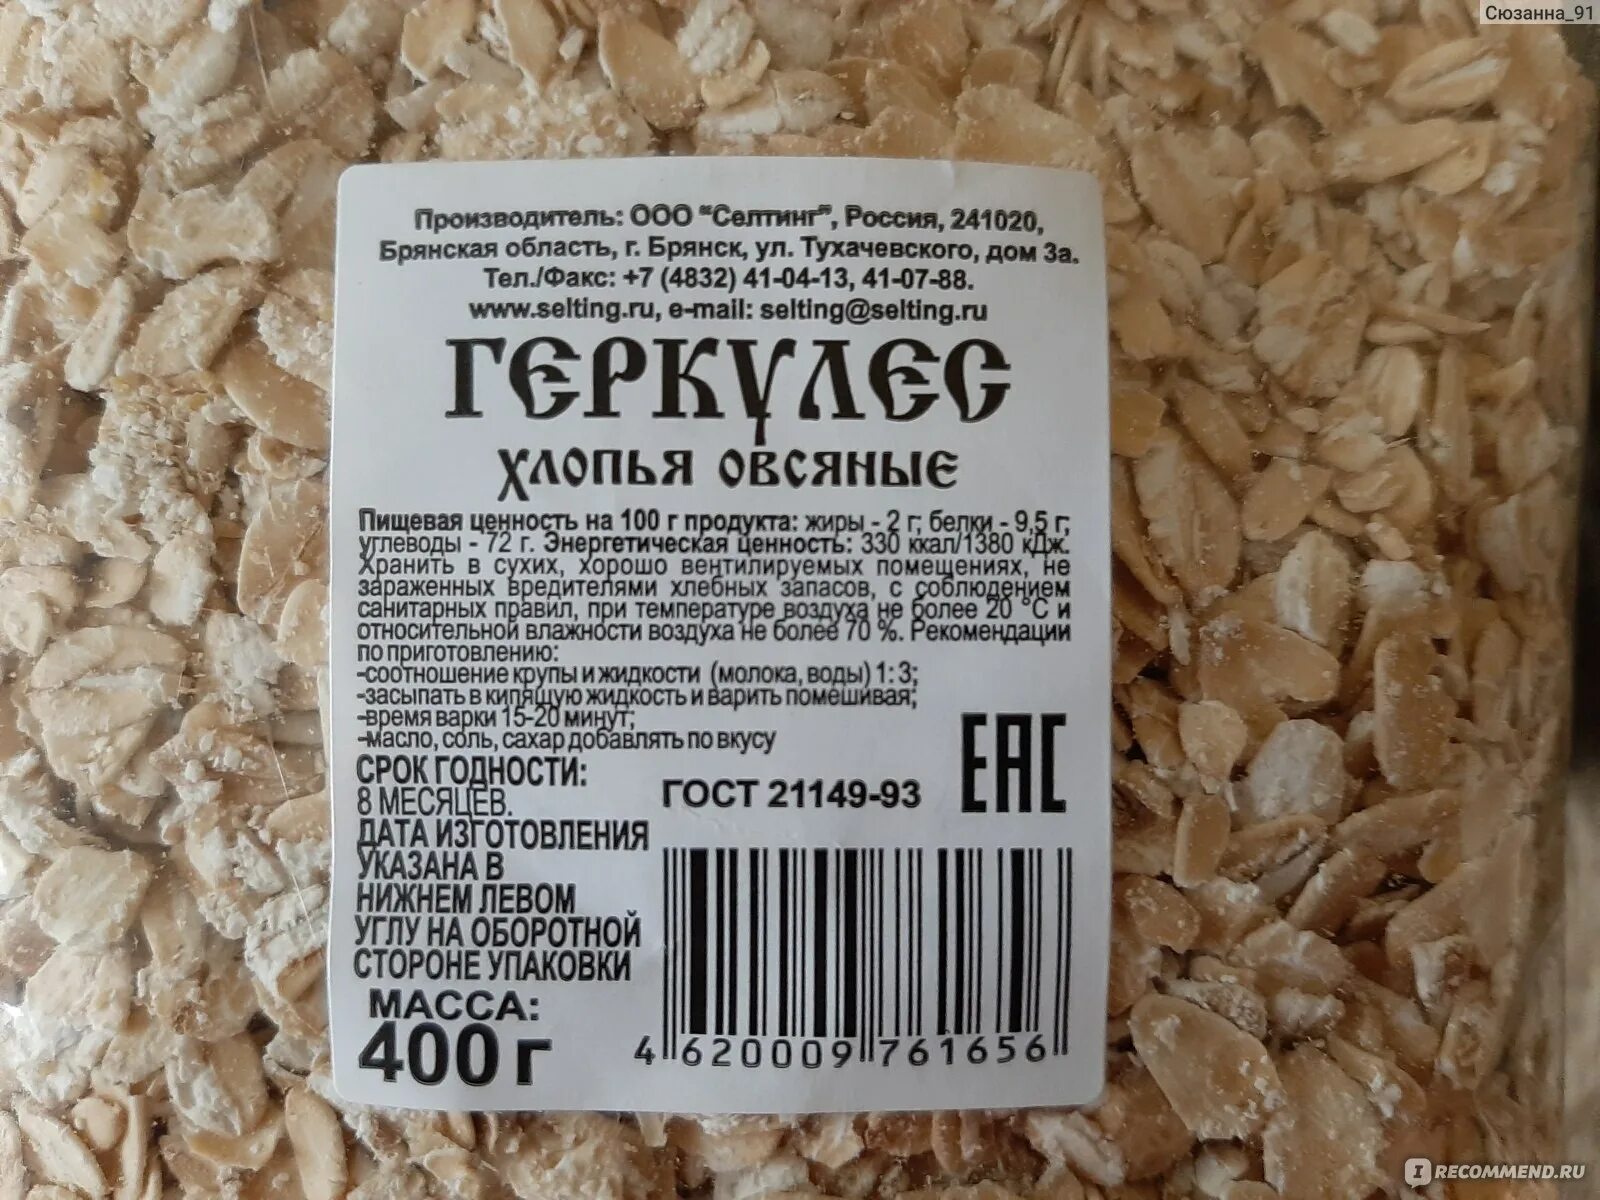 Сюзанна_91
Производитель: ООО "Селтинг", Россия, 241020,
Брянская область, г. Брянск, ул. Тухачевского, дом 3а.
Тел./Факс: +7 (4832) 41-04-13, 41-07-88.
www.selting.ru, e-mail: selting@selting.ru
ГЕРКУЛЕС
ХЛОПЬЯ ОВСЯНЫЕ
Пищевая ценность на 100 г продукта: жиры - 2 г; белки - 9,5 г;
углеводы - 72 г. Энергетическая ценность: 330 ккал/1380 кДж.
Хранить в сухих, хорошо вентилируемых помещениях, не
зараженных вредителями хлебных запасов, с соблюдением
санитарных правил, при температуре воздуха не более 20 °С и
относительной влажности воздуха не более 70 %. Рекомендации
по приготовлению:
-соотношение крупы и жидкости (молока, воды) 1: 3;
-засыпать в кипящую жидкость и варить помешивая;
-время варки 15-20 минут;
-масло, соль, сахар добавлять по вкусу
СРОК ГОДНОСТИ:
8 МЕСЯЦЕВ.
ДАТА ИЗГОТОВЛЕНИЯ
УКАЗАНА В
НИЖНЕМ ЛЕВОМ
УГЛУ НА ОБОРОТНОЙ
СТОРОНЕ УПАКОВКИ
МАССА:
400 г
ГОСТ 21149-93
EAC
4 620009 761656
IRECOMMEND.RU